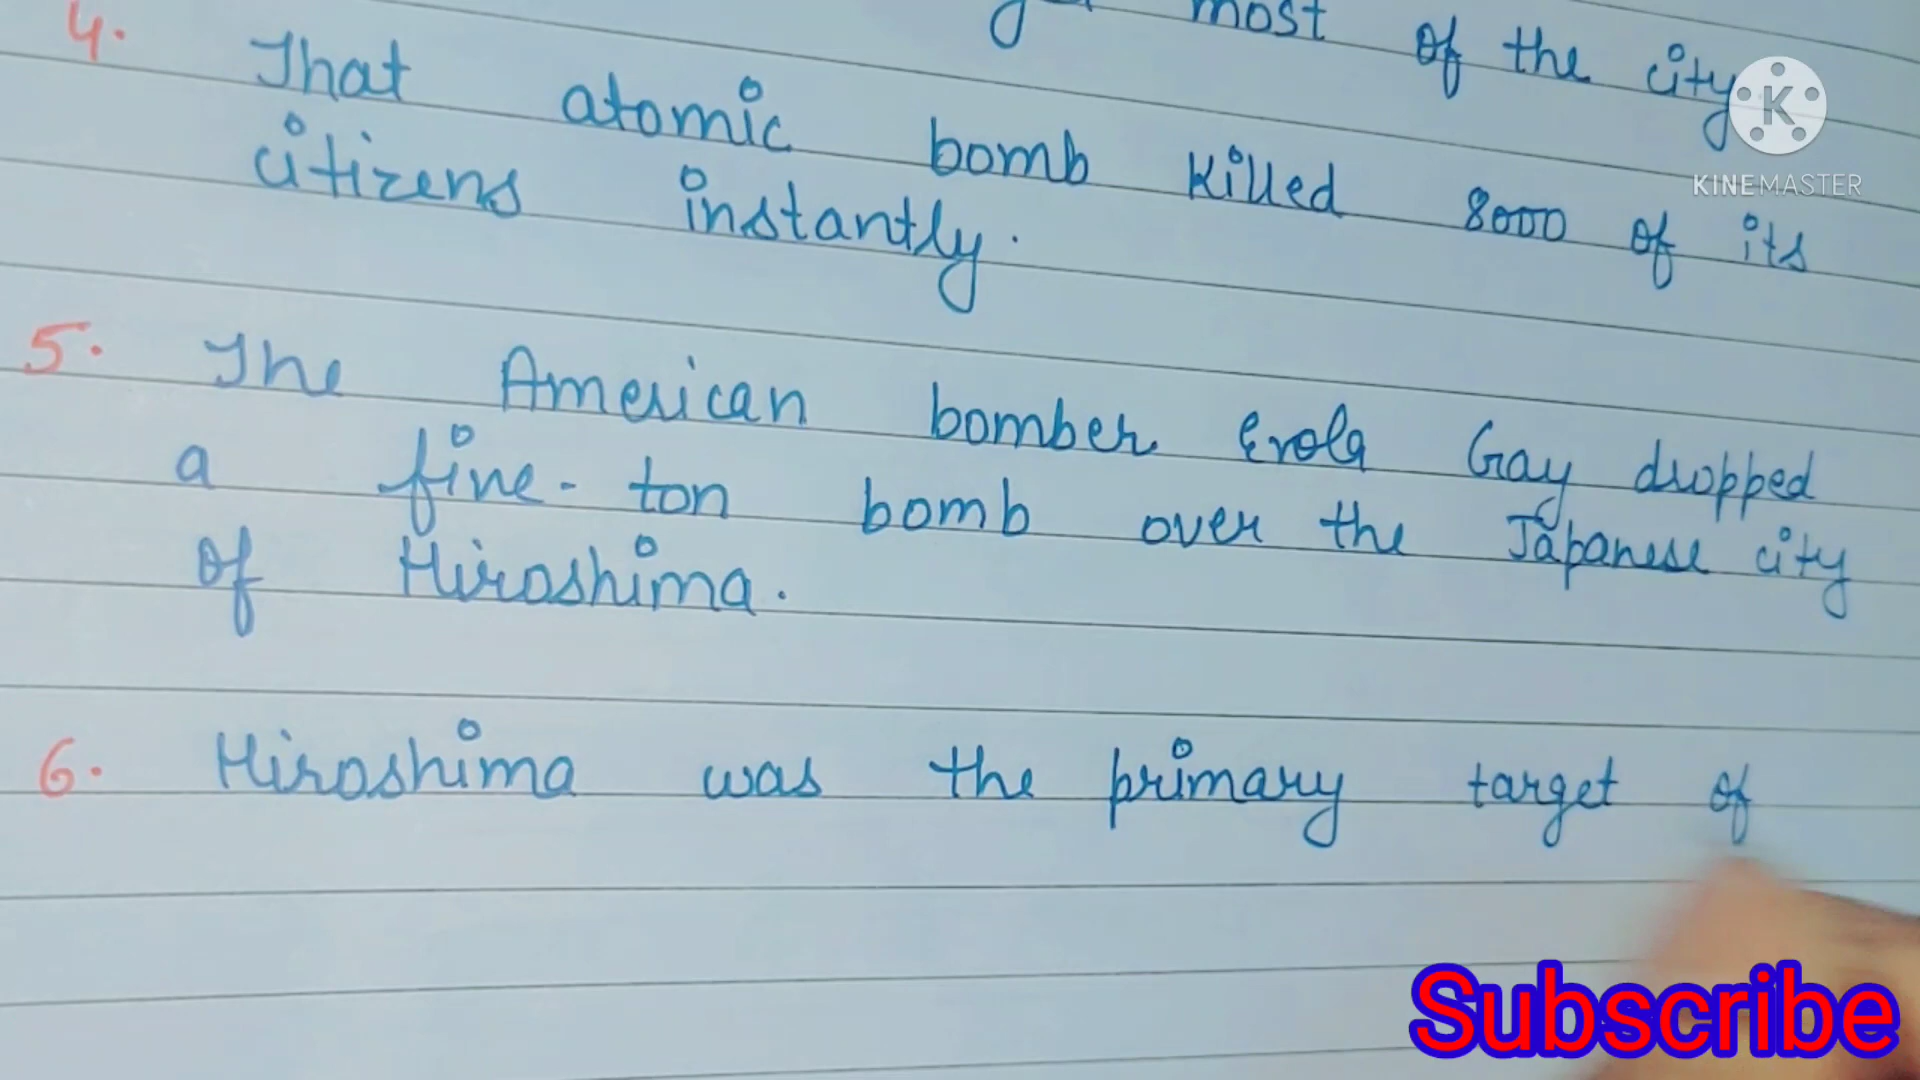 most of the city
4. That atomic bomb killed 8000 of its
citizens instantly.
5. The American bomber Erola Gay dropped
a fine-ton bomb over the Japanese city
of Hiroshima.
6. Hiroshima was the primary target of
KINEMASTER
Subscribe